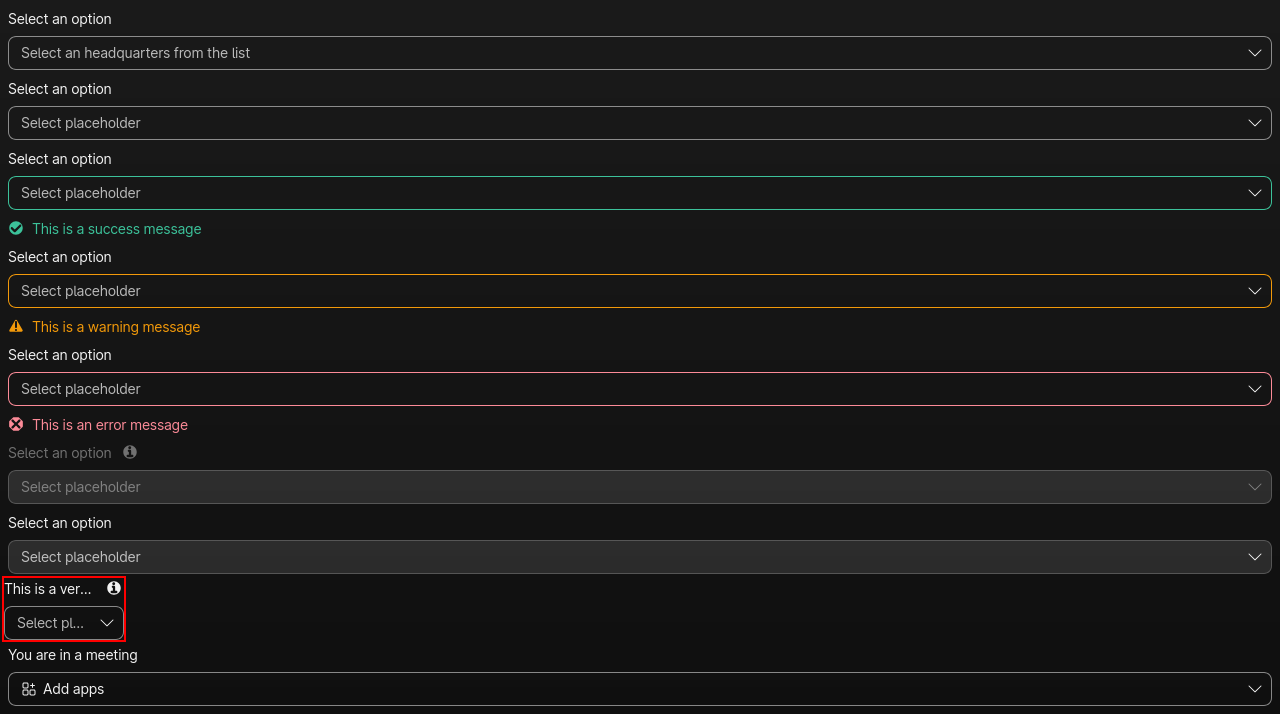 Select an option
Select an headquarters from the list
Select an option
Select placeholder
Select an option
Select placeholder
This is a success message
Select an option
Select placeholder
This is a warning message
Select an option
Select placeholder
This is an error message
Select an option
Select placeholder
Select an option
Select placeholder
This is a ver...
Select pl...
You are in a meeting
Add apps